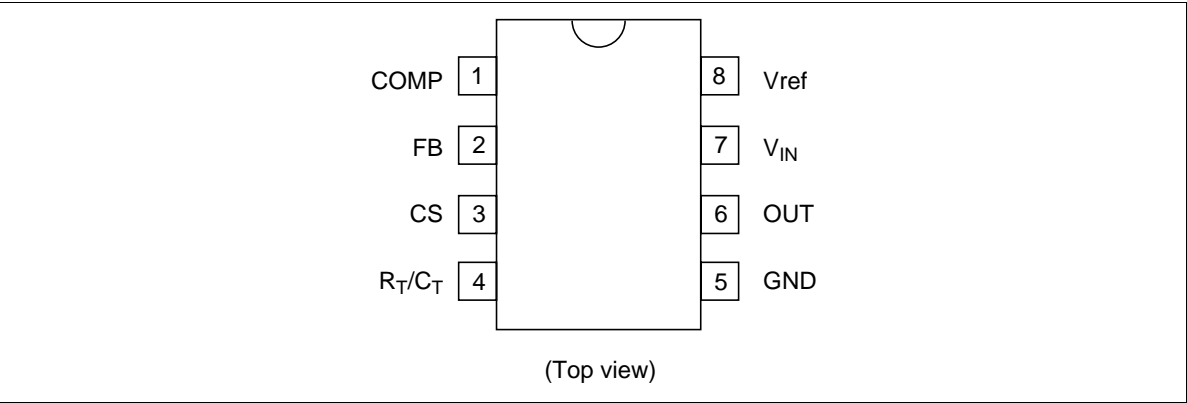 COMP 1 8 Vref
FB 2 7 VIN
CS 3 6 OUT
RT/CT 4 5 GND
(Top view)